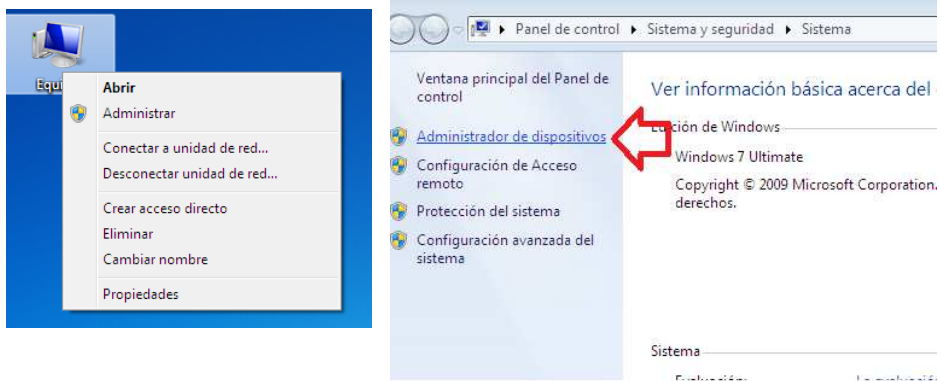 Equi
Abrir
Administrar
Conectar a unidad de red...
Desconectar unidad de red...
Crear acceso directo
Eliminar
Cambiar nombre
Propiedades
Panel de control Sistema y seguridad Sistema
Ventana principal del Panel de
control
Administrador de dispositivos
Configuración de Acceso
remoto
Protección del sistema
Configuración avanzada del
sistema
Ver información básica acerca del
Edición de Windows
Windows 7 Ultimate
Copyright © 2009 Microsoft Corporation.
derechos.
Sistema